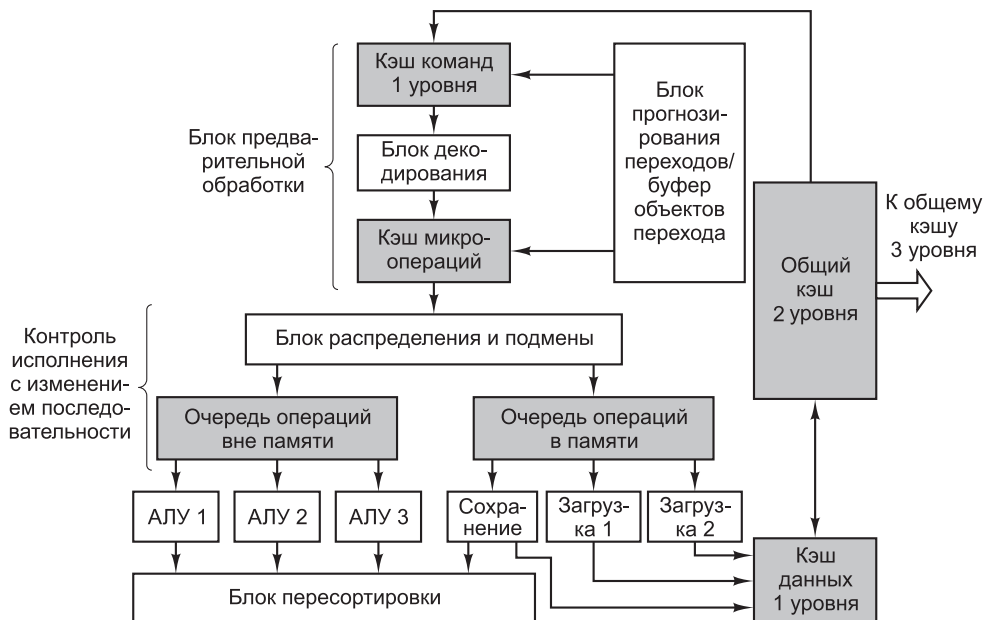 Кэш команд
1 уровня
Блок
прогнози-
рования
переходов/
буфер
объектов
перехода
Блок предва-
рительной
обработки
Блок деко-
дирования
Кэш микро-
операций
К общему
кэшу
3 уровня
Общий
кэш
2 уровня
Контроль
исполнения
с изменени-
ем последо-
вательности
Блок распределения и подмены
Очередь операций
вне памяти
Очередь операций
в памяти
АЛУ 1
АЛУ 2
АЛУ 3
Сохра-
нение
Загруз-
ка 1
Загруз-
ка 2
Кэш
данных
1 уровня
Блок пересортировки